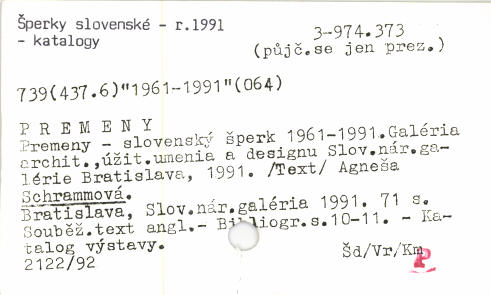 Šperky slovenské - r.1991
- katalogy
3-974.373
(půjč.se jen prez.)
739(437.6)"1961-1991"(064)
P R E M E N Y
Premeny - slovenský šperk 1961-1991.Galéria
archit.,úžit.umenia a designu Slov.nár.ga-
lérie Bratislava, 1991. /Text/ Agneša
Schrammová.
Bratislava, Slov.nár.galéria 1991. 71 s.
Souběž.text angl.- Bibliogr.s.10-11. - Ka-
talog výstavy.
2122/92
Šd/Vr/Km
P